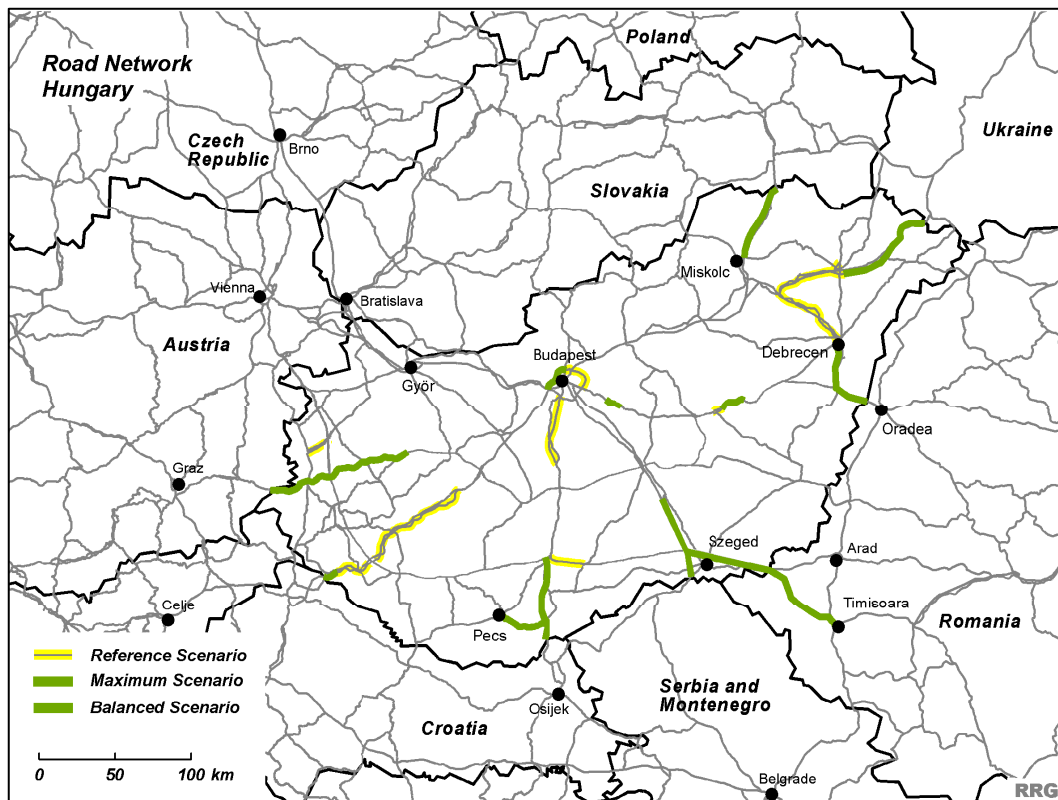 Road Network
Hungary
Poland
Ukraine
Czech
Republic
Brno
Slovakia
Miskolc
Vienna
Bratislava
Austria
Budapest
Debrecen
Györ
Oradea
Graz
Szeged
Arad
Celje
Timisoara
Pecs
Romania
Reference Scenario
Maximum Scenario
Balanced Scenario
Serbia and
Montenegro
Osijek
Croatia
0 50 100 km
Belgrade
RRG